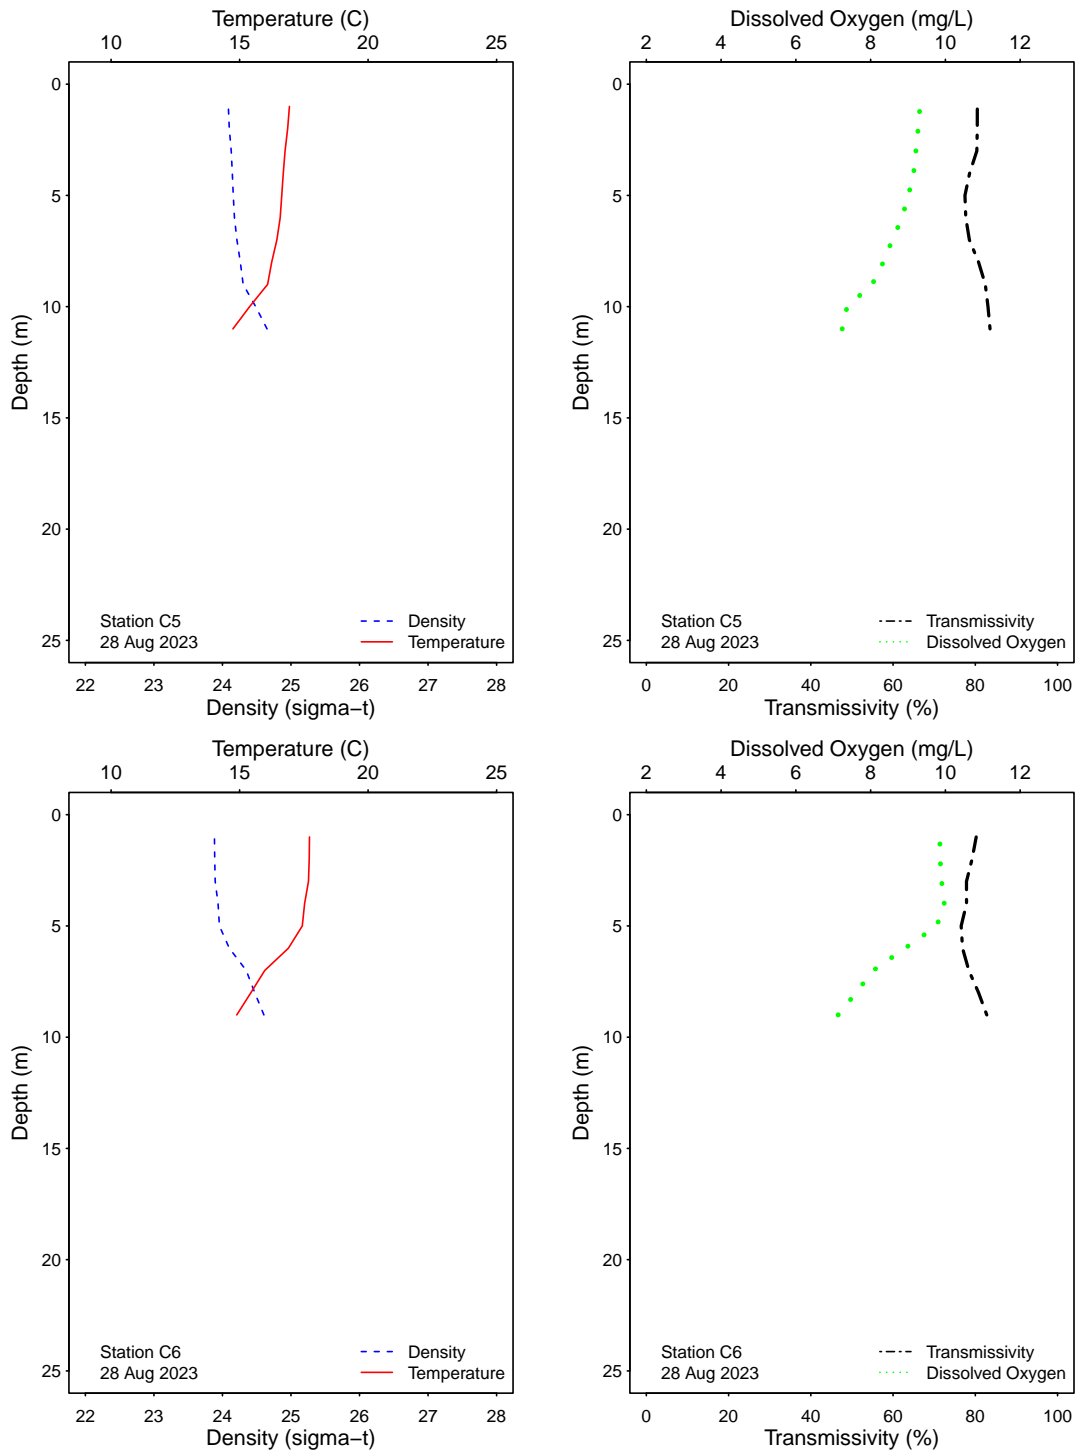 Temperature (C)
10 15 20 25
0
5
10
15
20
25
Depth (m)
Station C5
28 Aug 2023
Density
Temperature
22 23 24 25 26 27 28
Density (sigma−t)
Dissolved Oxygen (mg/L)
2 4 6 8 10 12
0
5
10
15
20
25
Depth (m)
Station C5
28 Aug 2023
Transmissivity
Dissolved Oxygen
0 20 40 60 80 100
Transmissivity (%)
Temperature (C)
10 15 20 25
0
5
10
15
20
25
Depth (m)
Station C6
28 Aug 2023
Density
Temperature
22 23 24 25 26 27 28
Density (sigma−t)
Dissolved Oxygen (mg/L)
2 4 6 8 10 12
0
5
10
15
20
25
Depth (m)
Station C6
28 Aug 2023
Transmissivity
Dissolved Oxygen
0 20 40 60 80 100
Transmissivity (%)